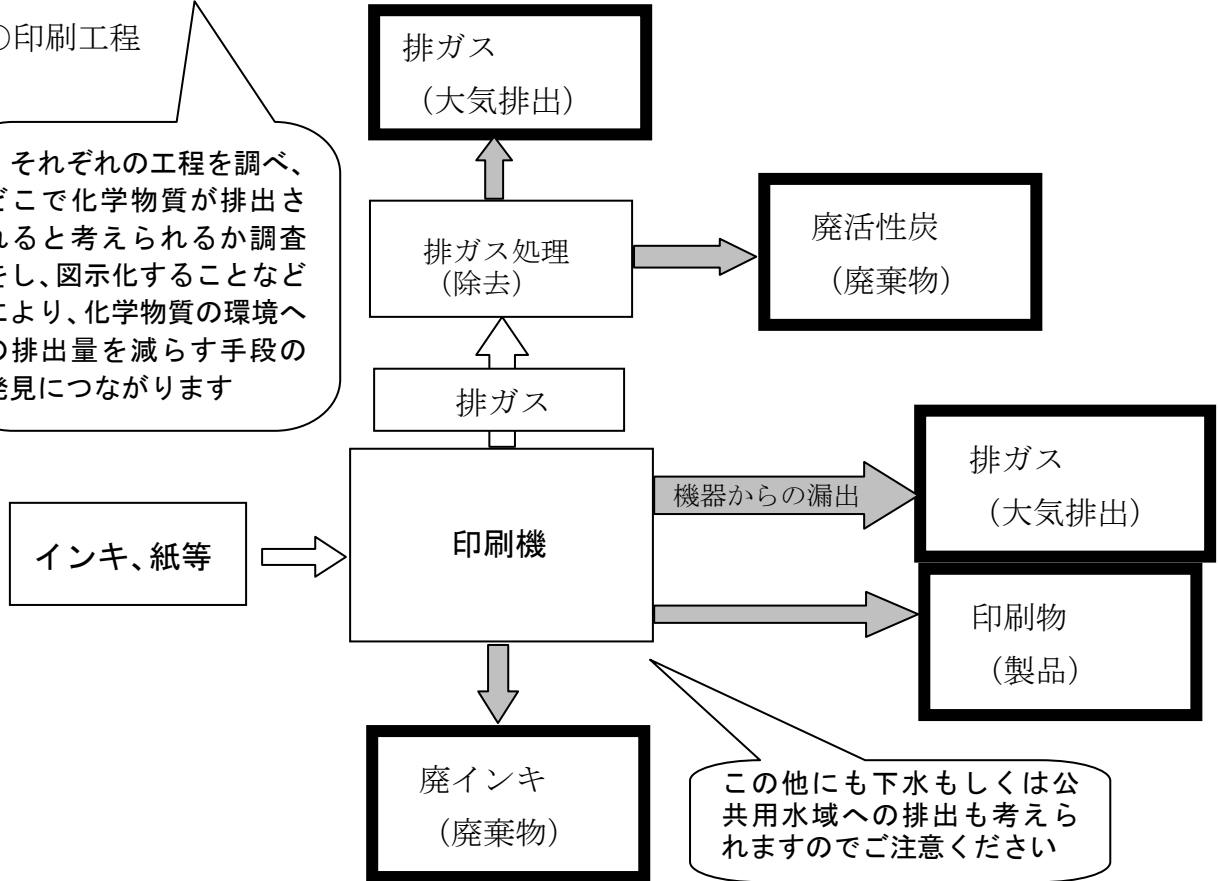 ○印刷工程
それぞれの工程を調べ、
どこで化学物質が排出さ
れると考えられるか調査
をし、図示化することなど
により、化学物質の環境へ
の排出量を減らす手段の
発見につながります
排ガス
（大気排出）
排ガス処理
（除去）
廃活性炭
（廃棄物）
排ガス
インキ、紙等
印刷機
機器からの漏出
排ガス
（大気排出）
印刷物
（製品）
廃インキ
（廃棄物）
この他にも下水もしくは公
共用水域への排出も考えら
れますのでご注意ください